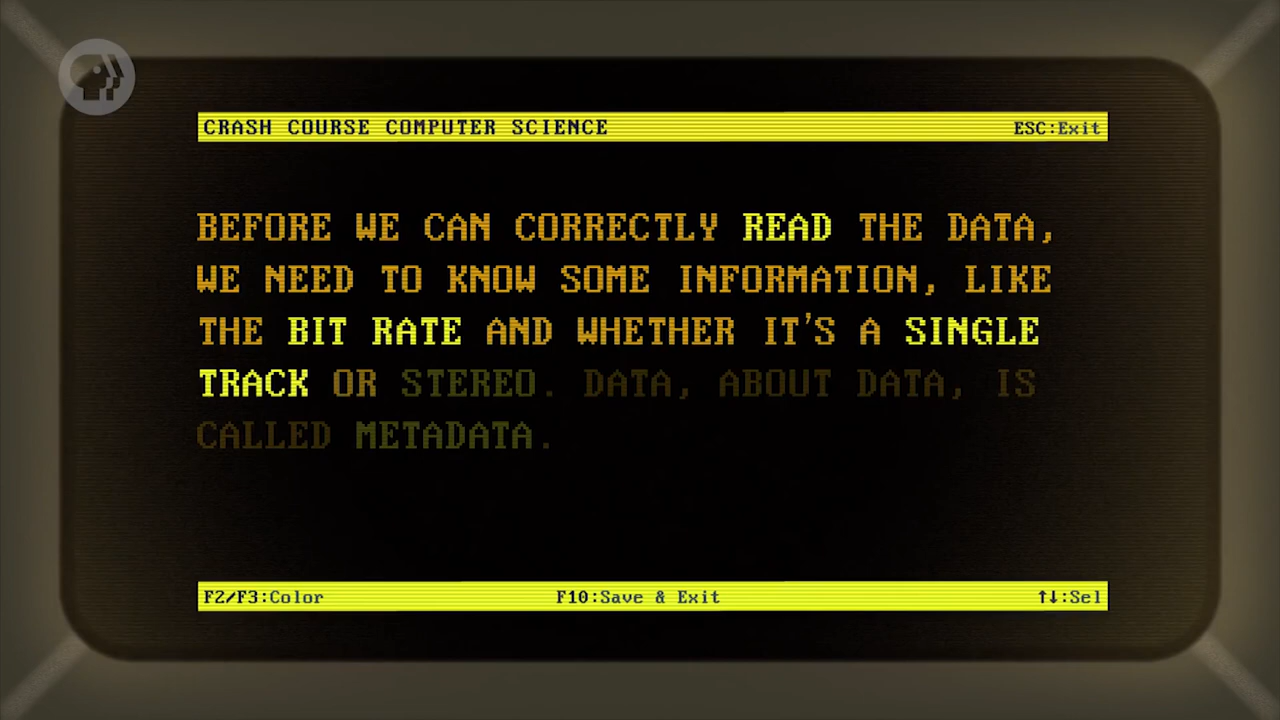 CRASH COURSE COMPUTER SCIENCE ESC:Exit
BEFORE WE CAN CORRECTLY READ THE DATA,
WE NEED TO KNOW SOME INFORMATION, LIKE
THE BIT RATE AND WHETHER IT'S A SINGLE
TRACK OR STEREO. DATA, ABOUT DATA, IS
CALLED METADATA.
F2/F3:Color F10:Save & Exit ↑↓:Sel